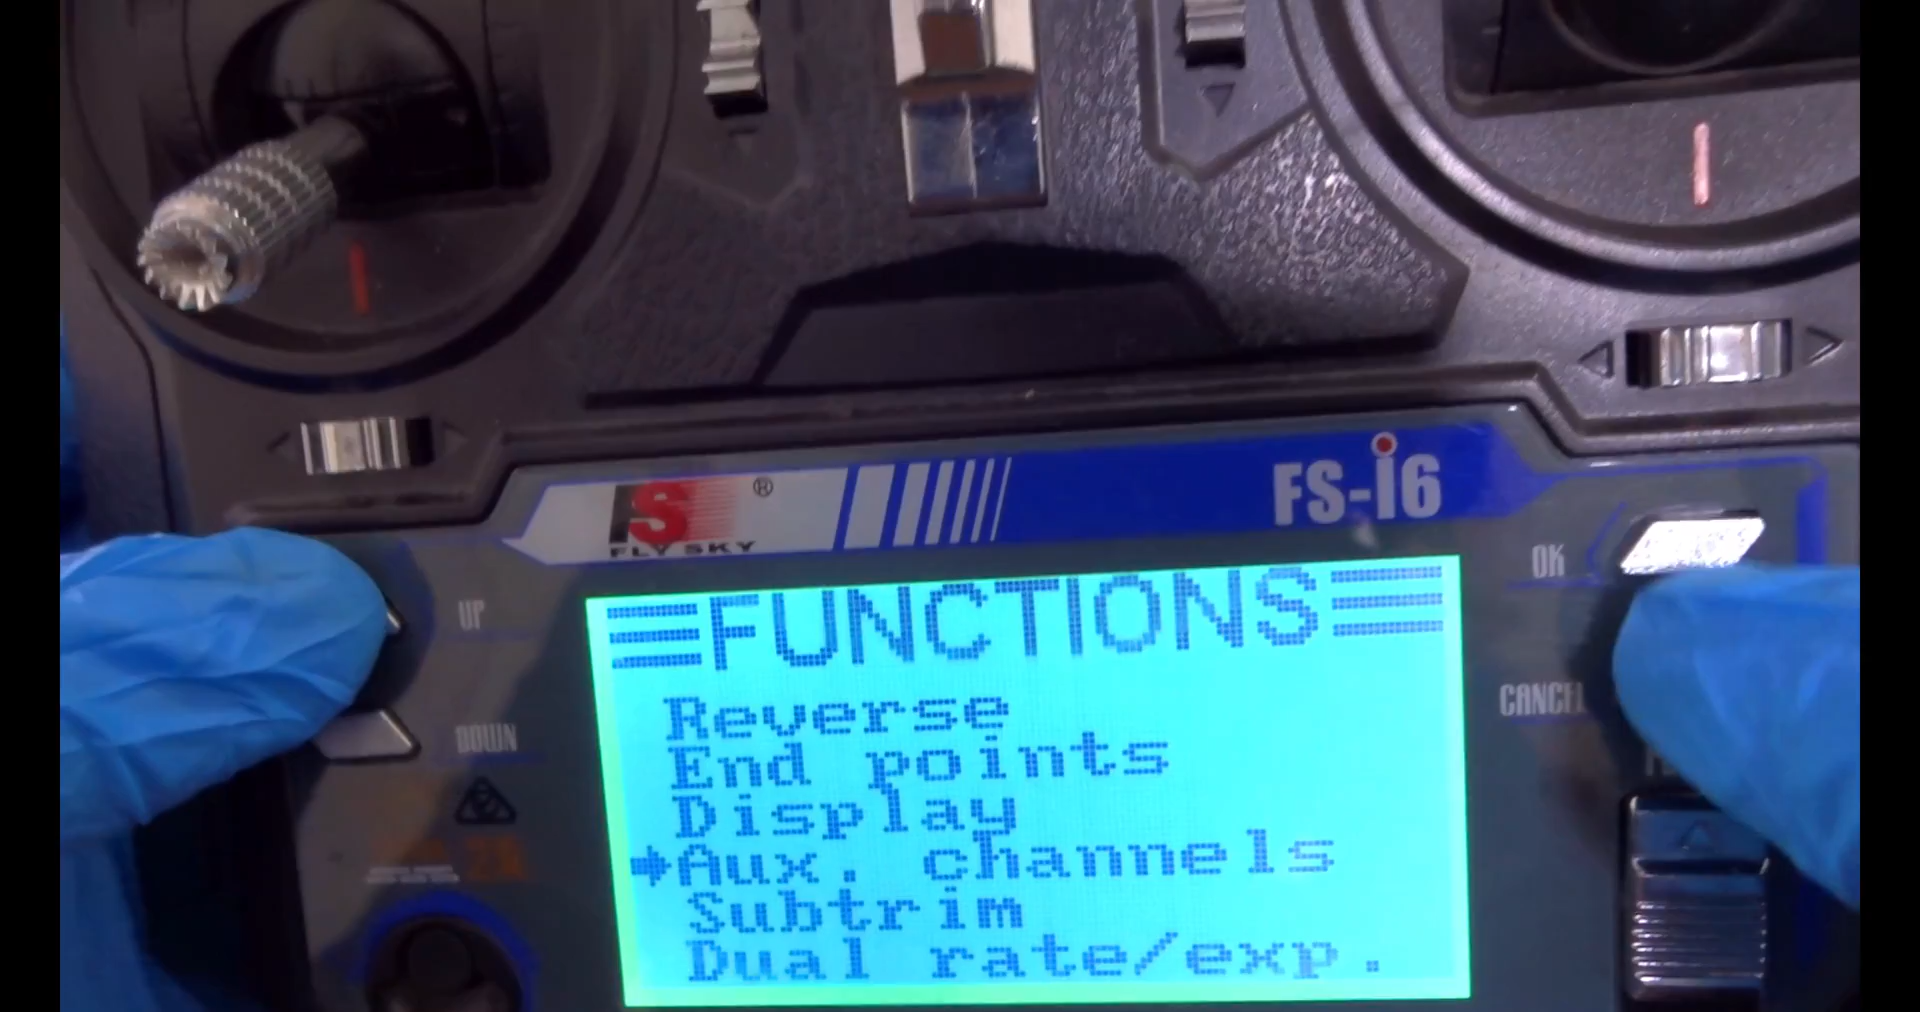 FS ®
FLY SKY
FS-i6
OK
UP
FUNCTIONS
CANCEL
Reverse
DOWN
End points
Display
Aux. channels
Subtrim
Dual rate/exp.